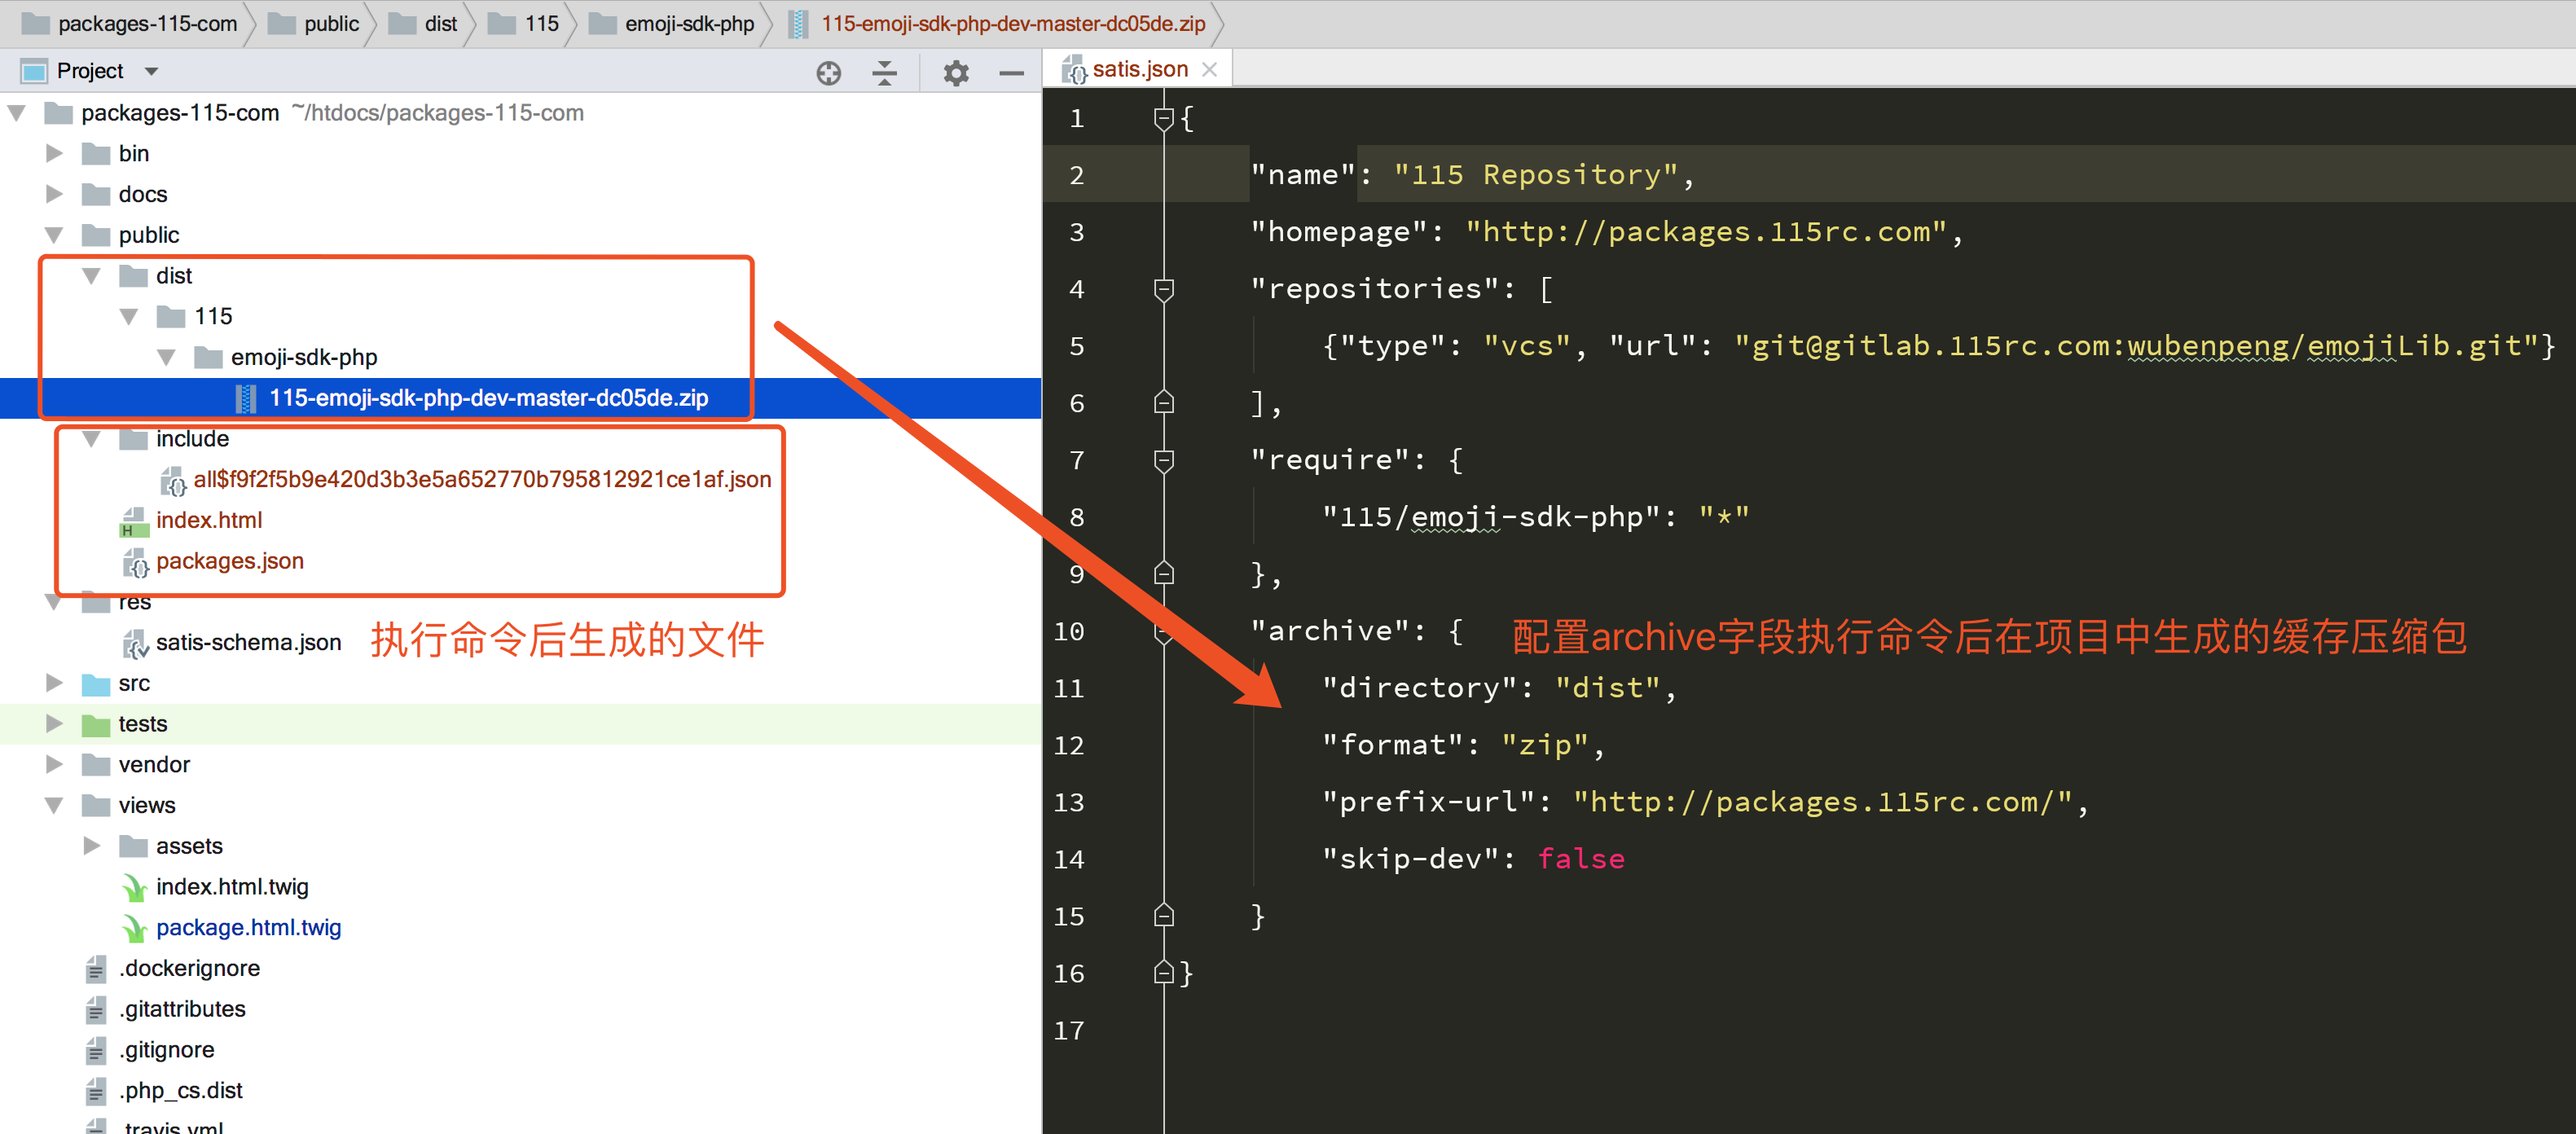 packages-115-com public dist 115 emoji-sdk-php 115-emoji-sdk-php-dev-master-dc05de.zip
Project
packages-115-com ~/htdocs/packages-115-com
bin
docs
public
dist
115
emoji-sdk-php
115-emoji-sdk-php-dev-master-dc05de.zip
include
all$f9f2f5b9e420d3b3e5a652770b795812921ce1af.json
index.html
packages.json
res
satis-schema.json
执行命令后生成的文件
src
tests
vendor
views
assets
index.html.twig
package.html.twig
.dockerignore
.gitattributes
.gitignore
.php_cs.dist
.travis.yml
satis.json
1 {
2 "name": "115 Repository",
3 "homepage": "http://packages.115rc.com",
4 "repositories": [
5 {"type": "vcs", "url": "git@gitlab.115rc.com:wubenpeng/emojiLib.git"}
6 ],
7 "require": {
8 "115/emoji-sdk-php": "*"
9 },
10 "archive": {
配置archive字段执行命令后在项目中生成的缓存压缩包
11 "directory": "dist",
12 "format": "zip",
13 "prefix-url": "http://packages.115rc.com/",
14 "skip-dev": false
15 }
16 }
17